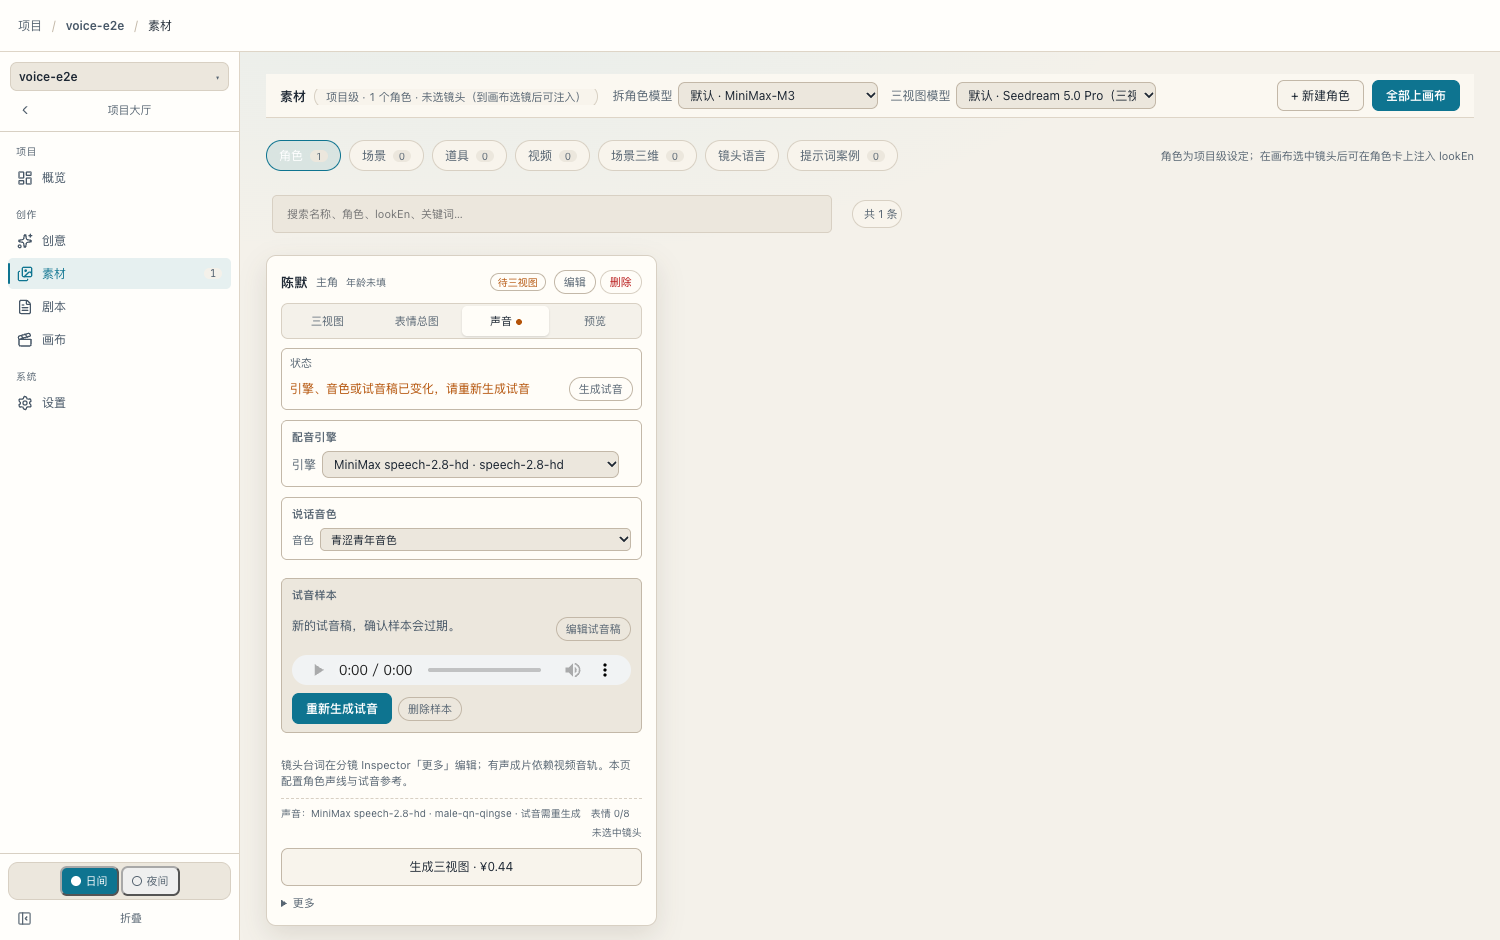 项目 / voice-e2e / 素材
voice-e2e
项目大厅
项目
概览
创作
创意
素材 1
剧本
画布
系统
设置
日间 夜间
折叠
素材 项目级 · 1 个角色 · 未选镜头（到画布选镜后可注入） 拆角色模型 默认 · MiniMax-M3 三视图模型 默认 · Seedream 5.0 Pro（三视 + 新建角色 全部上画布
角色 1 场景 0 道具 0 视频 0 场景三维 0 镜头语言 提示词案例 0 角色为项目级设定；在画布选中镜头后可在角色卡上注入 lookEn
搜索名称、角色、lookEn、关键词... 共 1 条
陈默 主角 年龄未填 待三视图 编辑 删除
三视图 表情总图 声音 预览
状态
引擎、音色或试音稿已变化，请重新生成试音 生成试音
配音引擎
引擎 MiniMax speech-2.8-hd · speech-2.8-hd
说话音色
音色 青涩青年音色
试音样本
新的试音稿，确认样本会过期。 编辑试音稿
0:00 / 0:00
重新生成试音 删除样本
镜头台词在分镜 Inspector「更多」编辑；有声成片依赖视频音轨。本页
配置角色声线与试音参考。
声音：MiniMax speech-2.8-hd · male-qn-qingse · 试音需重生成 表情 0/8
未选中镜头
生成三视图 · ¥0.44
更多